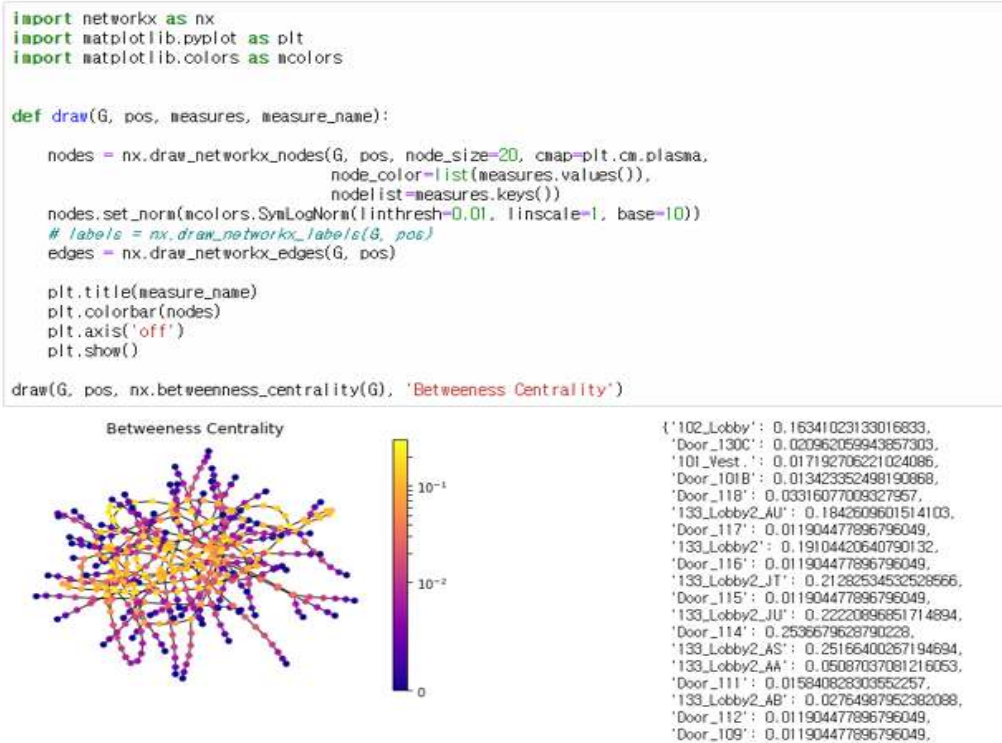 import networkx as nx
import matplotlib.pyplot as plt
import matplotlib.colors as mcolors
def draw(G, pos, measures, measure_name):
    nodes = nx.draw_networkx_nodes(G, pos, node_size=20, cmap=plt.cm.plasma,
                                   node_color=list(measures.values()),
                                   nodelist=measures.keys())
    nodes.set_norm(mcolors.SymLogNorm(linthresh=0.01, linscale=1, base=10))
    # labels = nx.draw_networkx_labels(G, pos)
    edges = nx.draw_networkx_edges(G, pos)
    plt.title(measure_name)
    plt.colorbar(nodes)
    plt.axis('off')
    plt.show()
draw(G, pos, nx.betweenness_centrality(G), 'Betweeness Centrality')
Betweeness Centrality
10⁻¹
10⁻²
0
{'102_Lobby': 0.16341023133016833,
'Door_130C': 0.020962059943857303,
'101_Vest.': 0.017192706221024086,
'Door_101B': 0.013423352498190868,
'Door_118': 0.03316077009327957,
'133_Lobby2_AU': 0.1842609601514103,
'Door_117': 0.011904477896796049,
'133_Lobby2': 0.19104420640790132,
'Door_116': 0.011904477896796049,
'133_Lobby2_JT': 0.21282534532528566,
'Door_115': 0.011904477896796049,
'133_Lobby2_JU': 0.22220896851714894,
'Door_114': 0.2536679628790228,
'133_Lobby2_AS': 0.25166400267194694,
'133_Lobby2_AA': 0.05087037081216053,
'Door_111': 0.015840828303552257,
'133_Lobby2_AB': 0.02764987952382088,
'Door_112': 0.011904477896796049,
'Door_109': 0.011904477896796049,